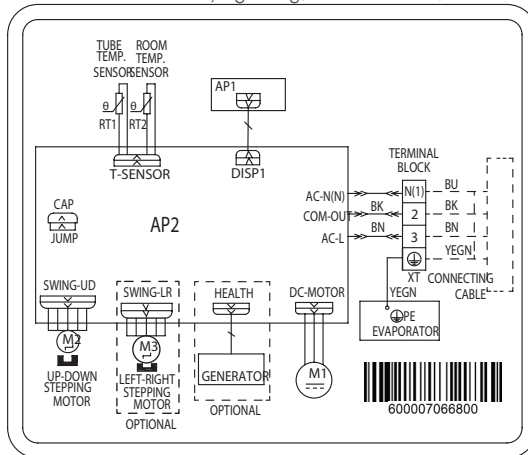 TUBE ROOM
TEMP. TEMP.
SENSOR SENSOR
θ θ
RT1 RT2
T-SENSOR
AP1
DISP1
CAP
JUMP
AP2
TERMINAL
BLOCK
AC-N(N) N(1) BU
COM-OUT BK 2 BK
AC-L BN 3 BN
YEGN
XT CONNECTING
CABLE
YEGN
PE
EVAPORATOR
SWING-UD SWING-LR HEALTH DC-MOTOR
M2 M3 GENERATOR M1
UP-DOWN
STEPPING
MOTOR
LEFT-RIGHT
STEPPING
MOTOR
OPTIONAL OPTIONAL
600007066800